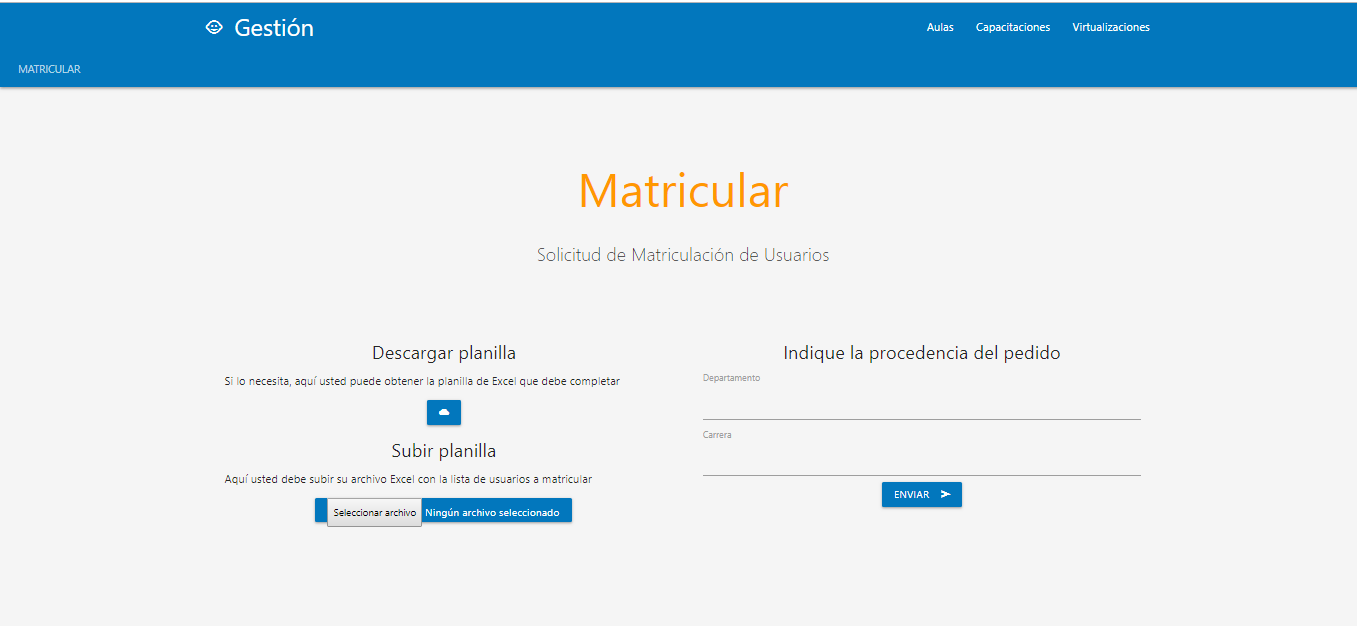 Gestión
Aulas Capacitaciones Virtualizaciones
MATRICULAR
Matricular
Solicitud de Matriculación de Usuarios
Descargar planilla
Si lo necesita, aquí usted puede obtener la planilla de Excel que debe completar
Subir planilla
Aquí usted debe subir su archivo Excel con la lista de usuarios a matricular
Seleccionar archivo Ningún archivo seleccionado
Indique la procedencia del pedido
Departamento
Carrera
ENVIAR